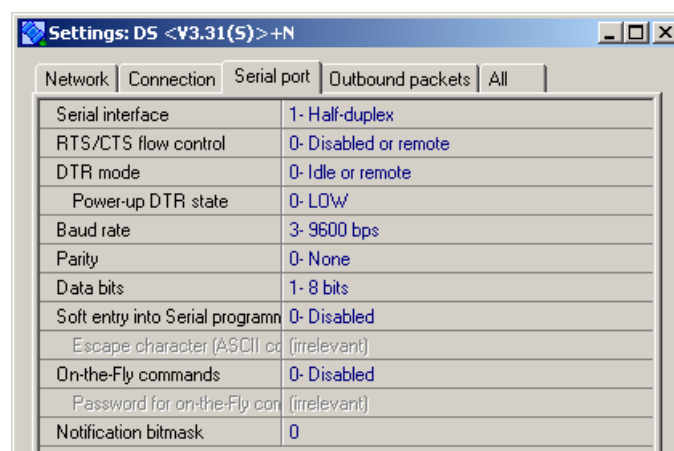 Settings: DS <V3.31(S)>+N
Network Connection Serial port Outbound packets All
Serial interface 1- Half-duplex
RTS/CTS flow control 0- Disabled or remote
DTR mode 0- Idle or remote
Power-up DTR state 0- LOW
Baud rate 3- 9600 bps
Parity 0- None
Data bits 1- 8 bits
Soft entry into Serial programn 0- Disabled
Escape character (ASCII co (irrelevant)
On-the-Fly commands 0- Disabled
Password for on-the-Fly con (irrelevant)
Notification bitmask 0